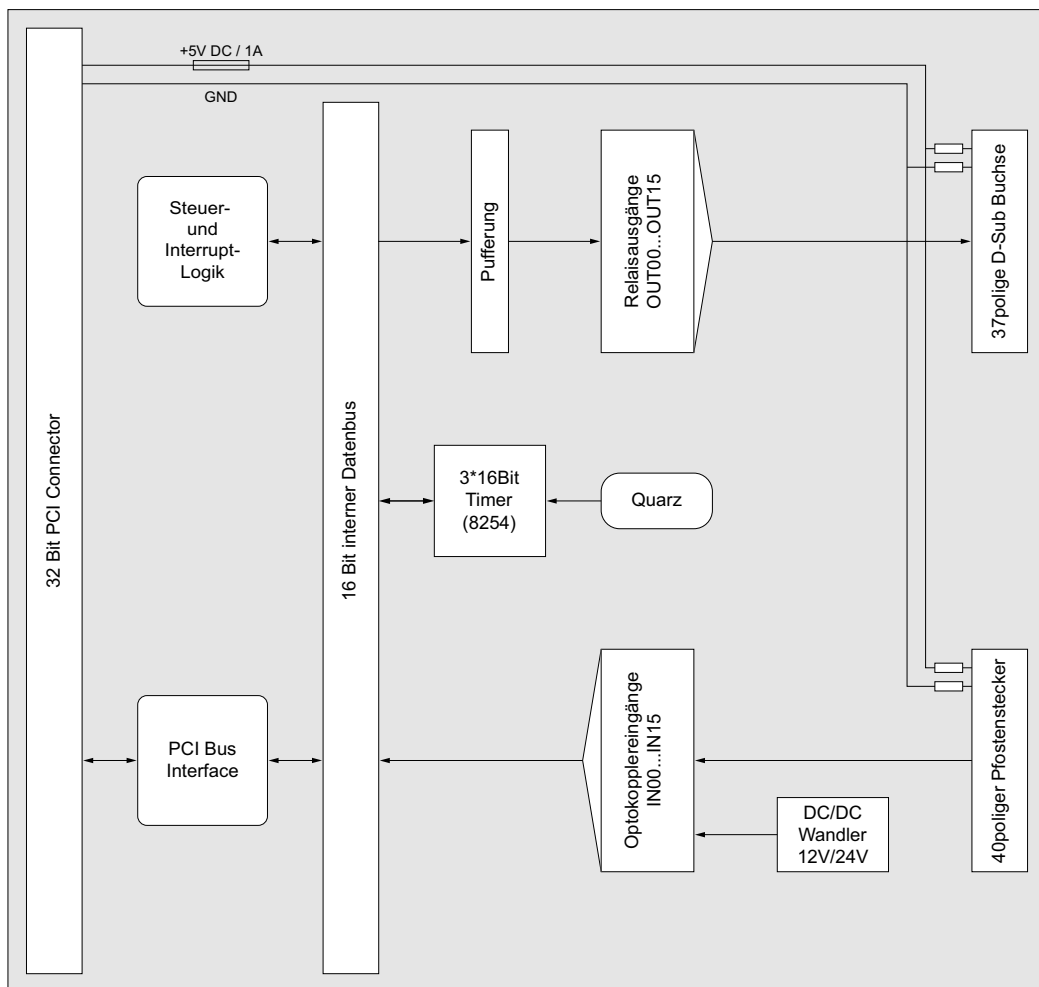 +5V DC / 1A
GND
32 Bit PCI Connector
Steuer-
und
Interrupt-
Logik
16 Bit interner Datenbus
Pufferung
Relaisausgänge
OUT00...OUT15
37polige D-Sub Buchse
3*16Bit
Timer
(8254)
Quarz
PCI Bus
Interface
Optokopplereingänge
IN00...IN15
DC/DC
Wandler
12V/24V
40poliger Pfostenstecker